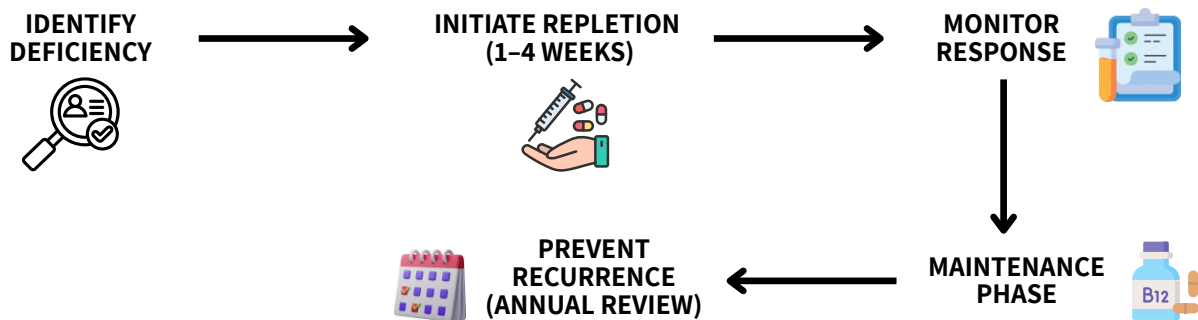 IDENTIFY
DEFICIENCY
INITIATE REPLETION
(1–4 WEEKS)
MONITOR
RESPONSE
MAINTENANCE
PHASE
B12
PREVENT
RECURRENCE
(ANNUAL REVIEW)